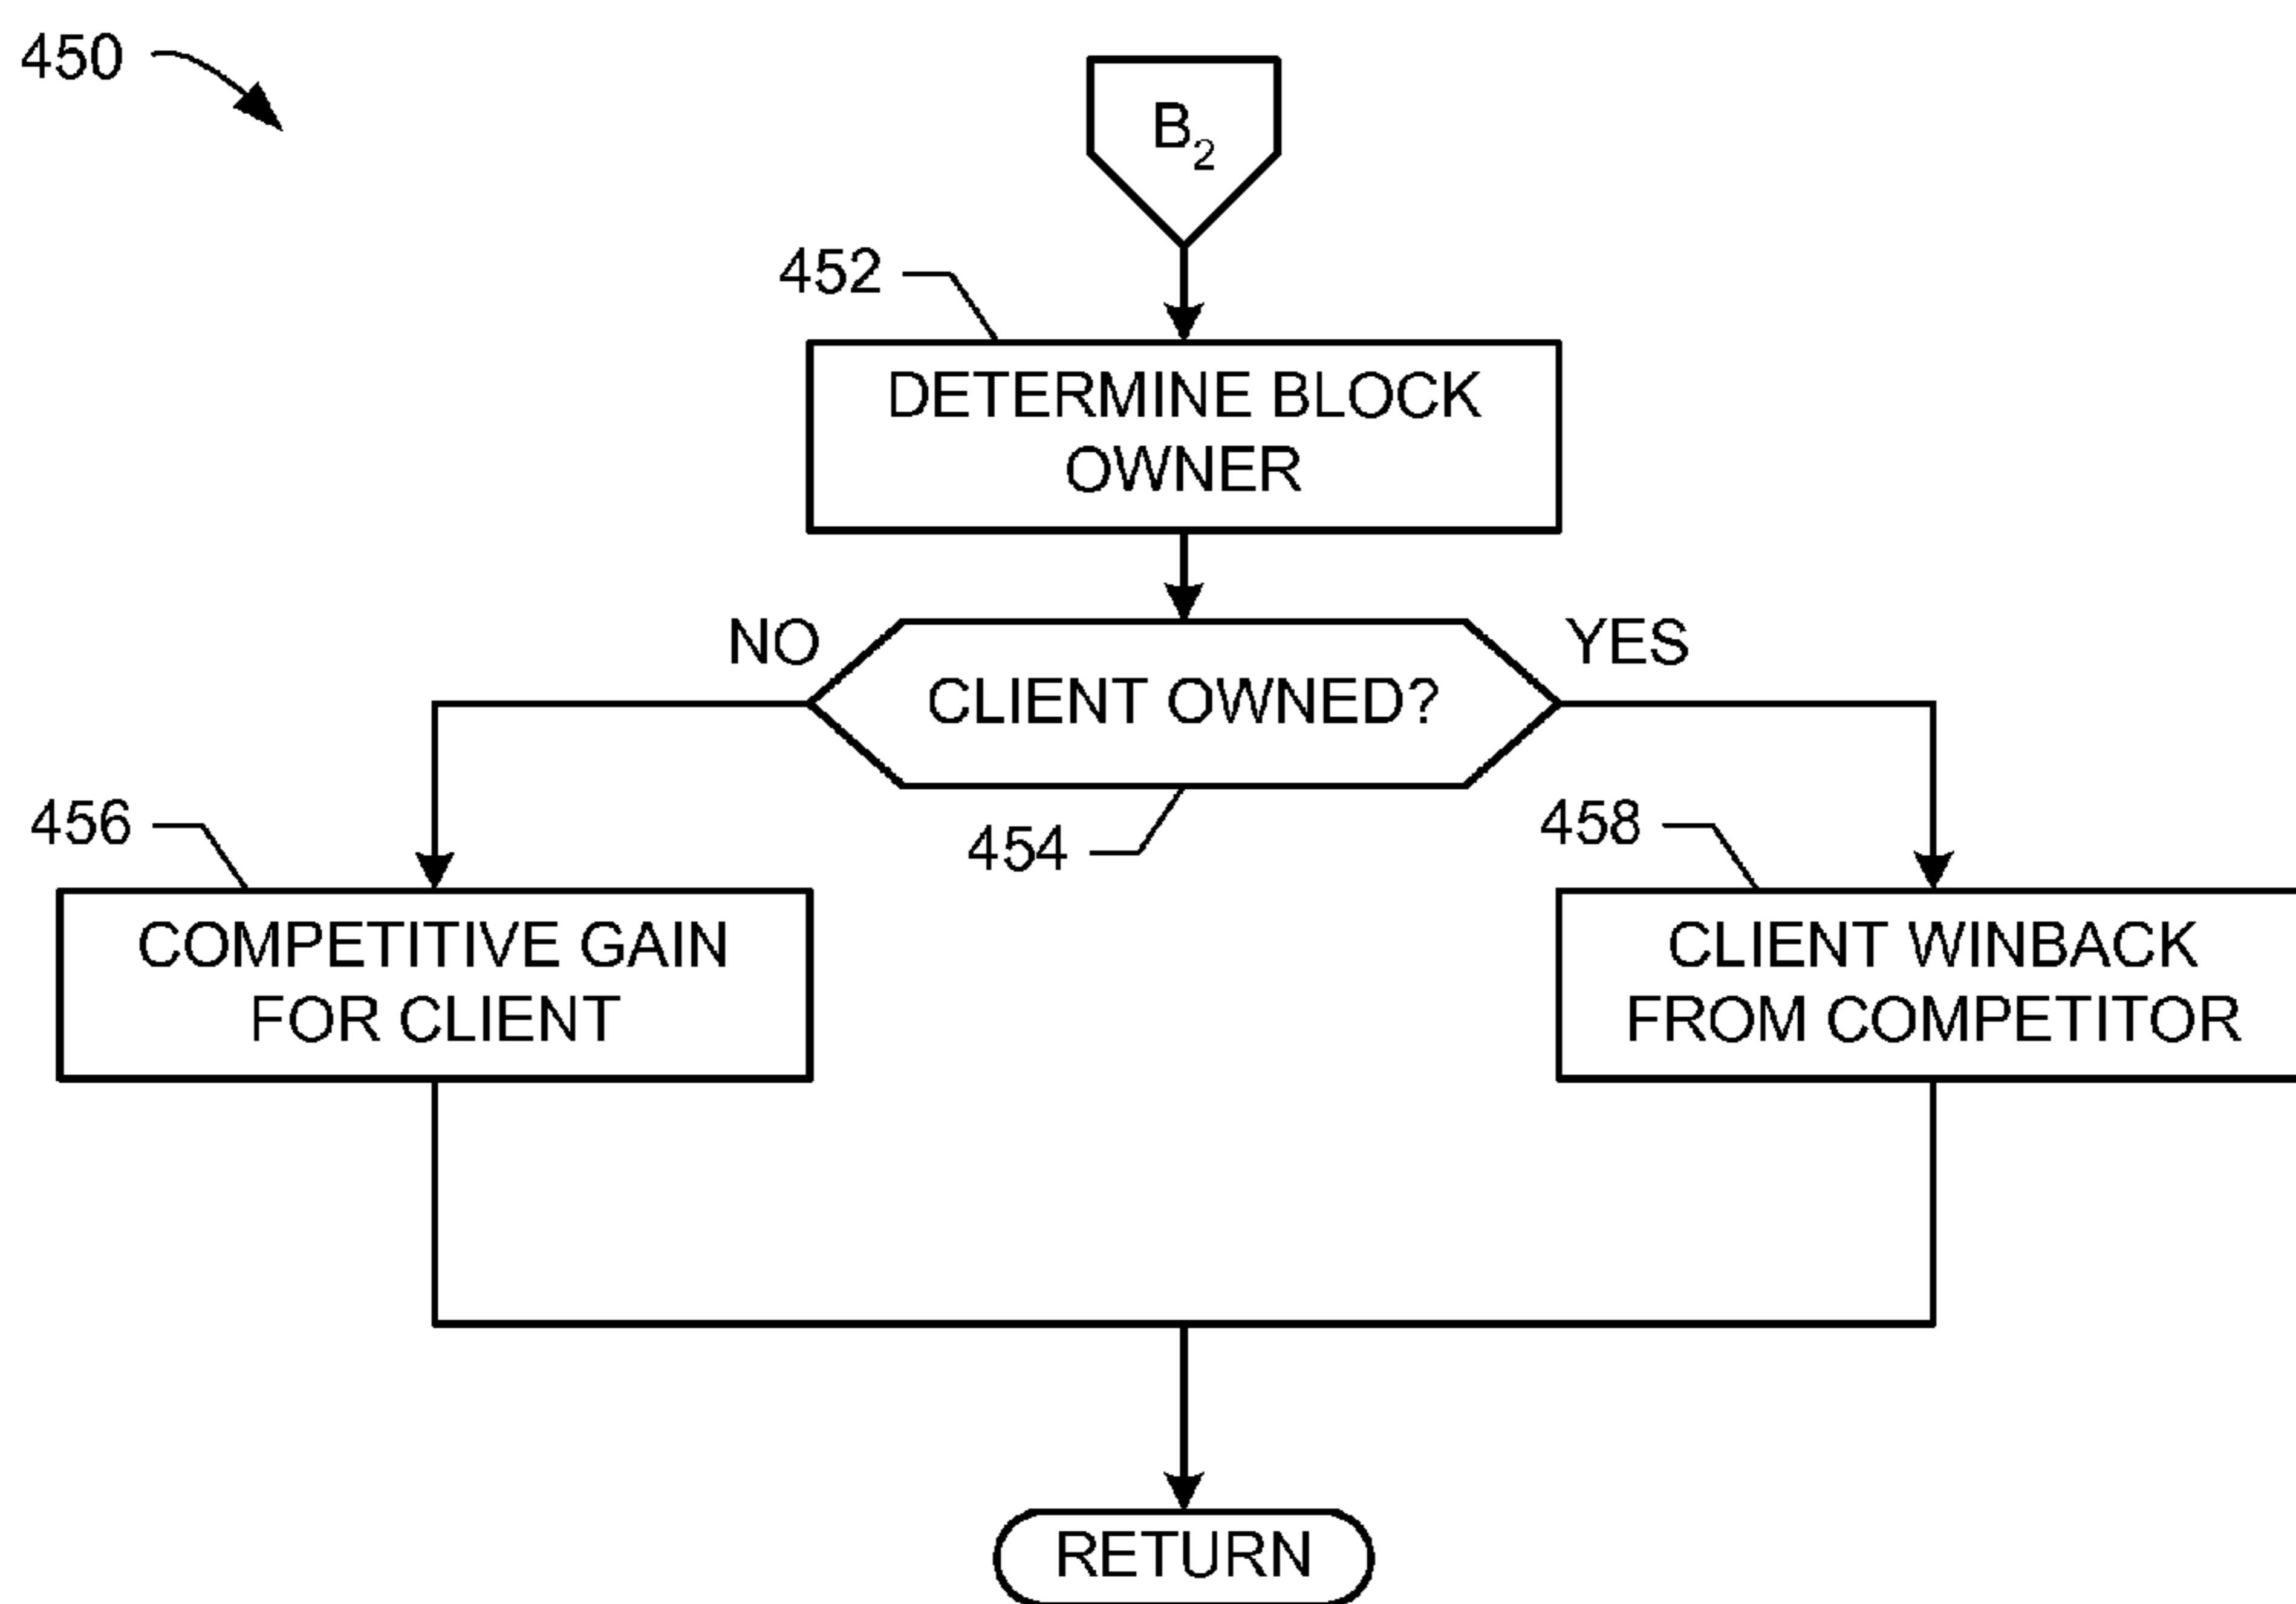 450
B₂
452
DETERMINE BLOCK
OWNER
NO
YES
CLIENT OWNED?
454
456
COMPETITIVE GAIN
FOR CLIENT
458
CLIENT WINBACK
FROM COMPETITOR
RETURN